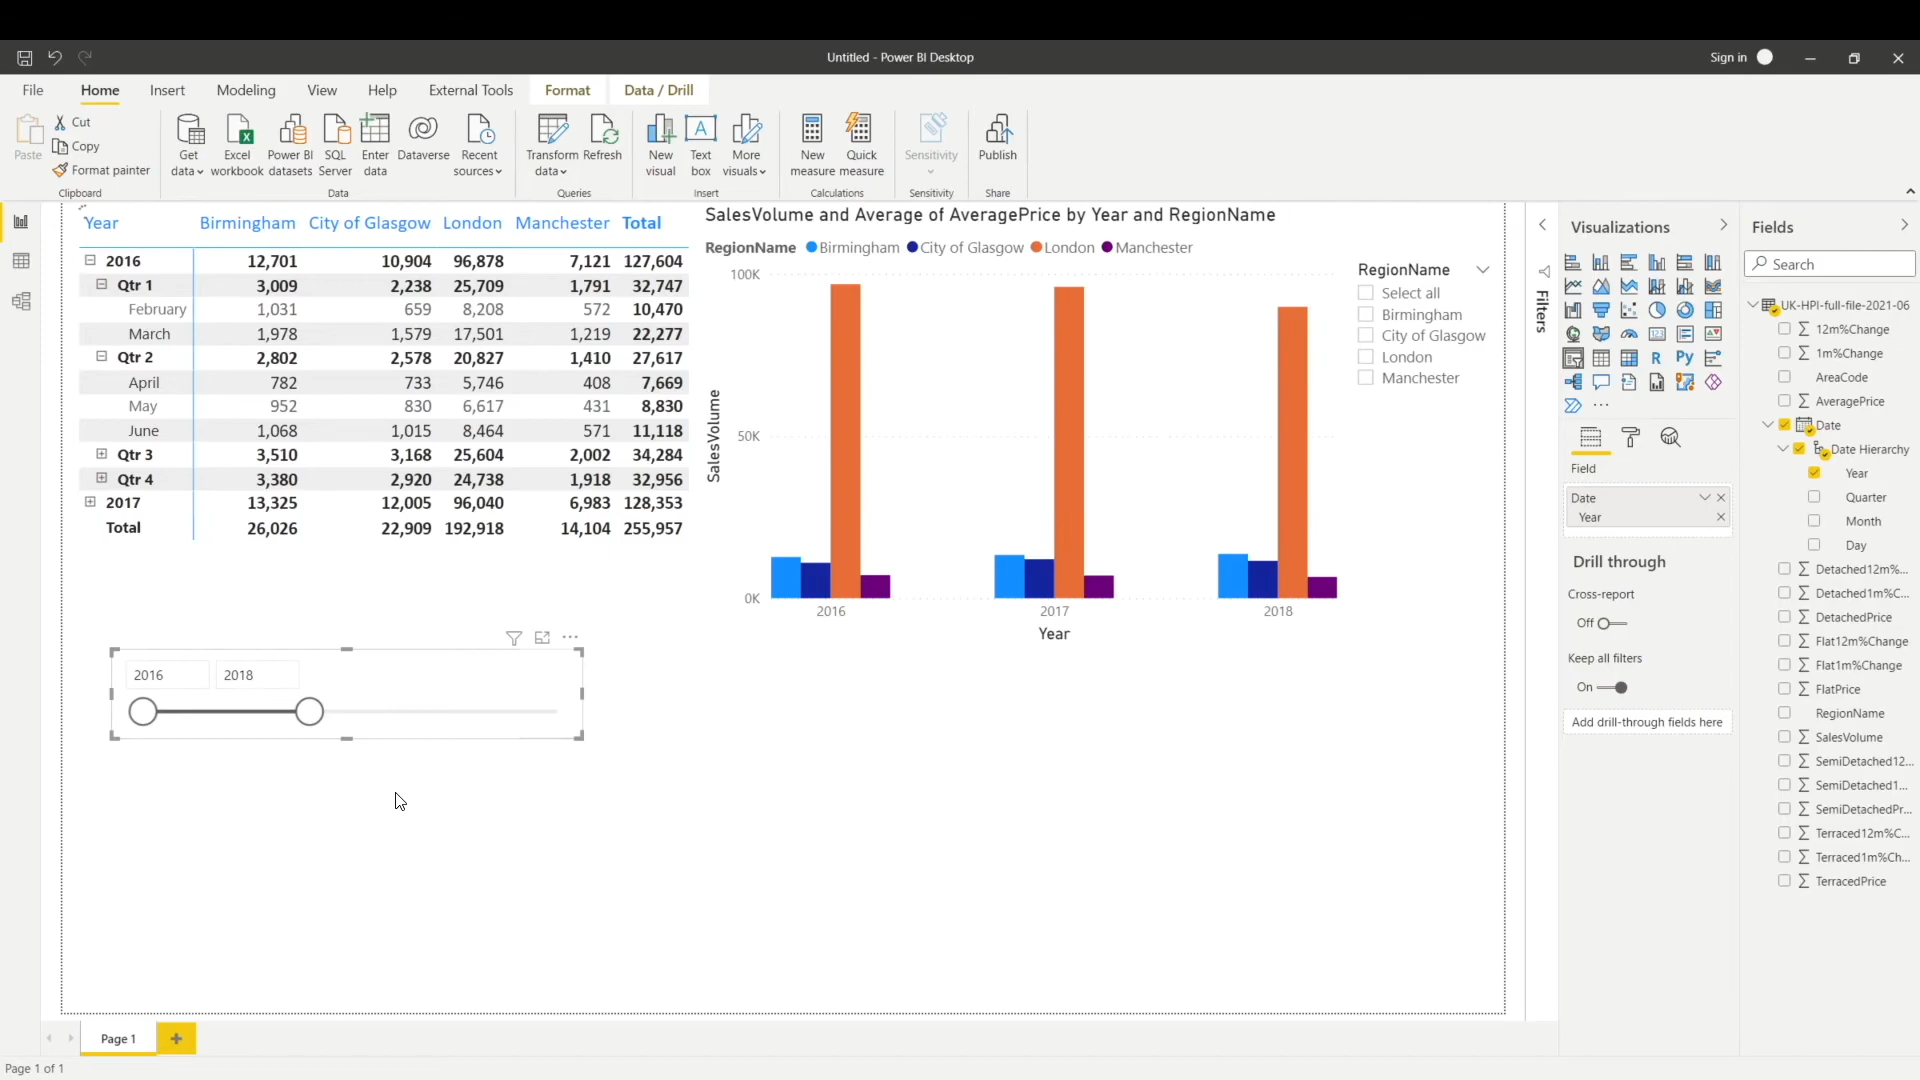 Untitled - Power BI Desktop
Sign in
File Home Insert Modeling View Help External Tools Format Data / Drill
Paste
Cut
Copy
Format painter
Clipboard
Get data
Excel workbook
Power BI datasets
SQL Server
Enter data
Dataverse
Recent sources
Data
Transform data
Refresh
Queries
New visual
Text box
More visuals
Insert
New measure
Quick measure
Calculations
Sensitivity
Sensitivity
Publish
Share
Year Birmingham City of Glasgow London Manchester Total
2016 12,701 10,904 96,878 7,121 127,604
Qtr 1 3,009 2,238 25,709 1,791 32,747
February 1,031 659 8,208 572 10,470
March 1,978 1,579 17,501 1,219 22,277
Qtr 2 2,802 2,578 20,827 1,410 27,617
April 782 733 5,746 408 7,669
May 952 830 6,617 431 8,830
June 1,068 1,015 8,464 571 11,118
Qtr 3 3,510 3,168 25,604 2,002 34,284
Qtr 4 3,380 2,920 24,738 1,918 32,956
2017 13,325 12,005 96,040 6,983 128,353
Total 26,026 22,909 192,918 14,104 255,957
2016 2018
SalesVolume and Average of AveragePrice by Year and RegionName
RegionName Birmingham City of Glasgow London Manchester
100K
50K
0K
SalesVolume
2016 2017 2018
Year
RegionName
Select all
Birmingham
City of Glasgow
London
Manchester
Filters
Visualizations
R Py
Field
Date
Year
Drill through
Cross-report
Off
Keep all filters
On
Add drill-through fields here
Fields
Search
UK-HPI-full-file-2021-06
12m%Change
1m%Change
AreaCode
AveragePrice
Date
Date Hierarchy
Year
Quarter
Month
Day
Detached12m%...
Detached1m%C...
DetachedPrice
Flat12m%Change
Flat1m%Change
FlatPrice
RegionName
SalesVolume
SemiDetached12...
SemiDetached1...
SemiDetachedPr...
Terraced12m%C...
Terraced1m%Ch...
TerracedPrice
Page 1
Page 1 of 1